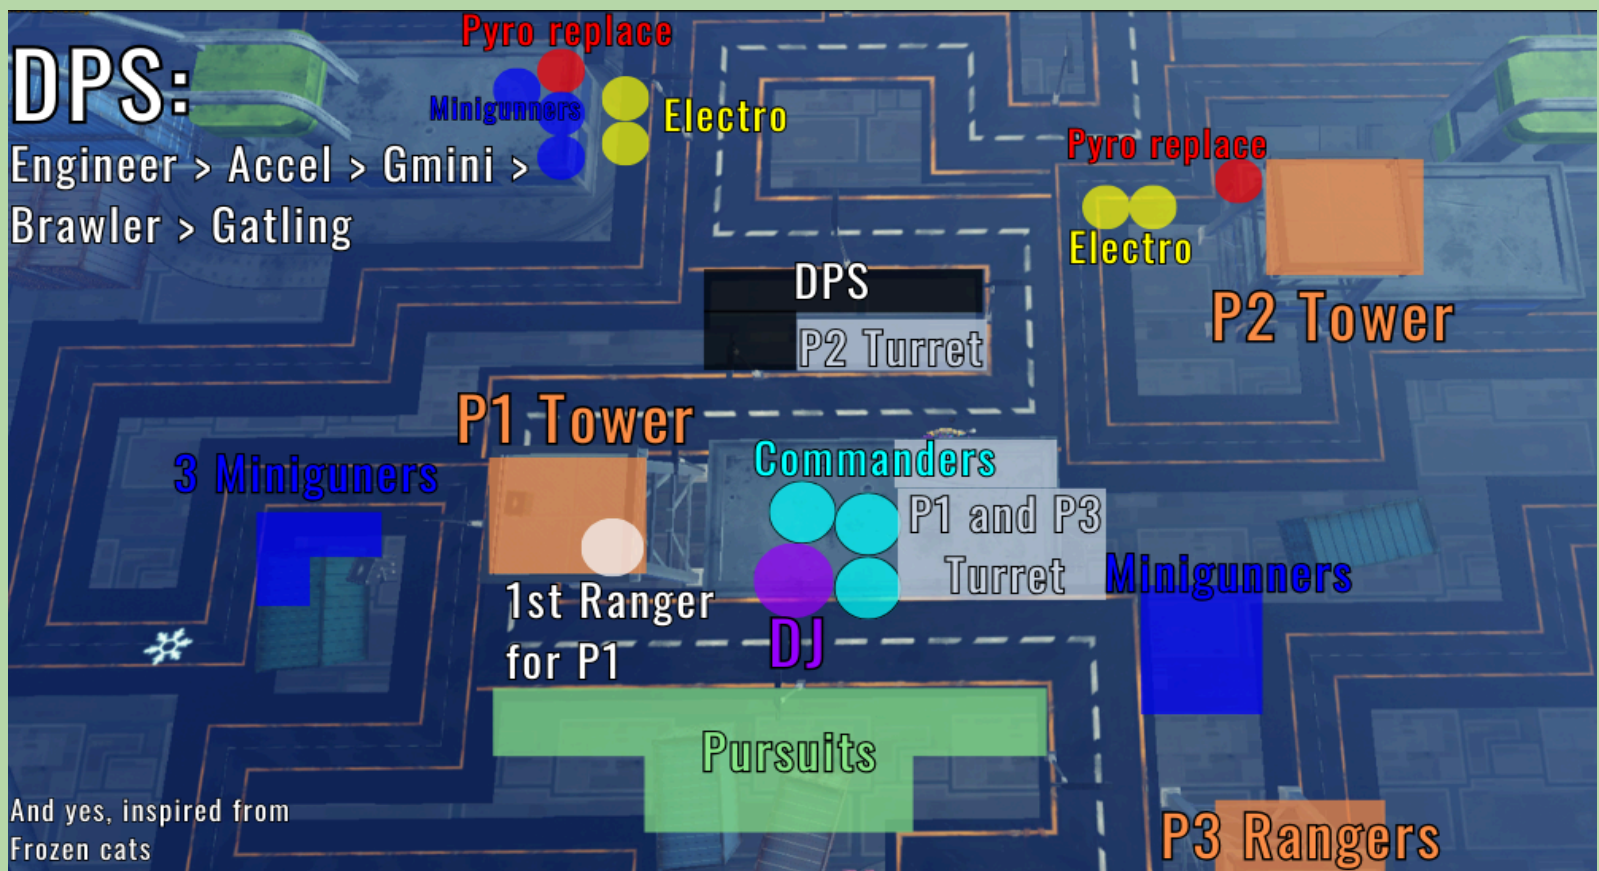 Pyro replace
DPS:
Minigunners
Electro
Engineer > Accel > Gmini >
Brawler > Gatling
Pyro replace
Electro
DPS
P2 Turret
P2 Tower
P1 Tower
3 Miniguners
Commanders
P1 and P3
Turret
Minigunners
1st Ranger
for P1
DJ
Pursuits
And yes, inspired from
Frozen cats
P3 Rangers